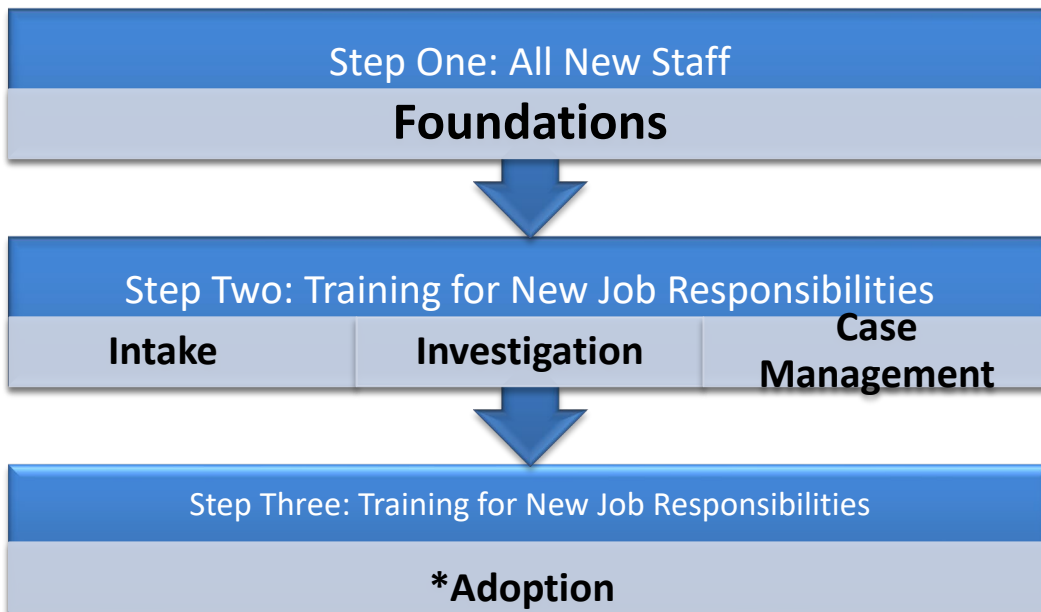 Step One: All New Staff
Foundations
Step Two: Training for New Job Responsibilities
Intake
Investigation
Case
Management
Step Three: Training for New Job Responsibilities
*Adoption